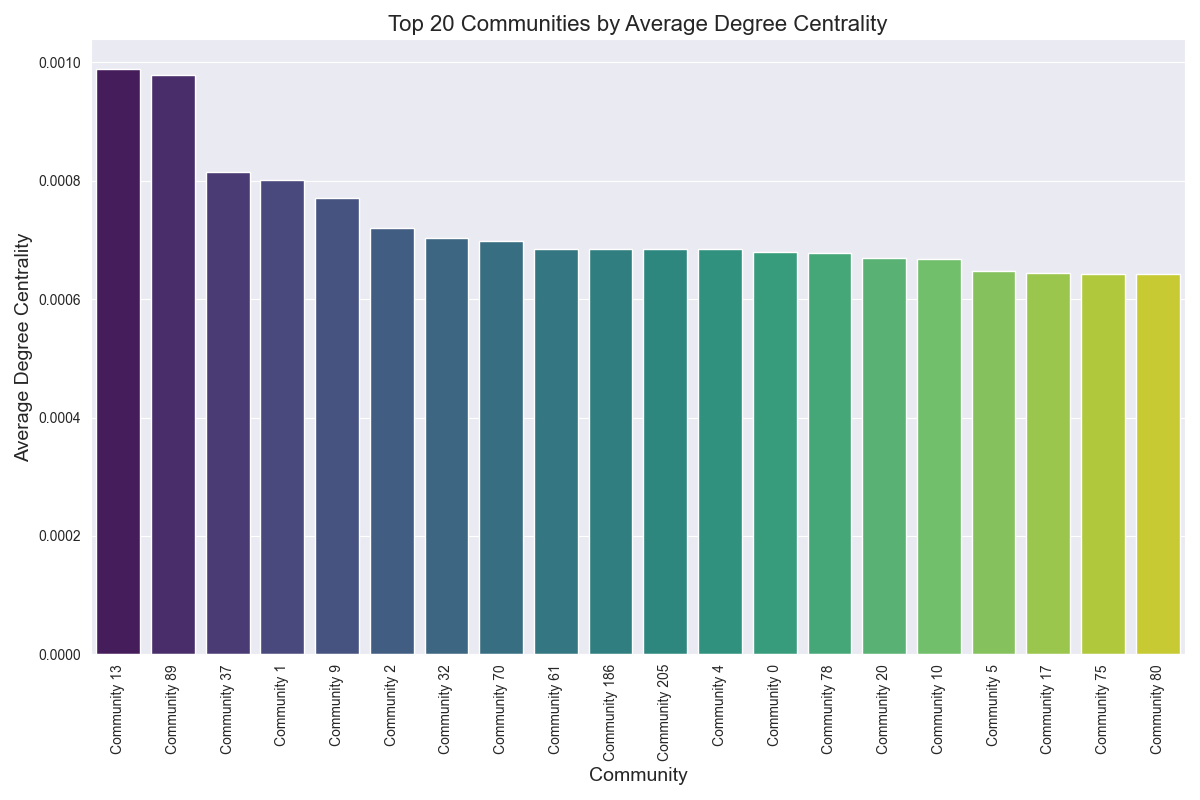 Top 20 Communities by Average Degree Centrality
Average Degree Centrality
0.0010
0.0008
0.0006
0.0004
0.0002
0.0000
Community 13
Community 89
Community 37
Community 1
Community 9
Community 2
Community 32
Community 70
Community 61
Community 186
Community 205
Community 4
Community 0
Community 78
Community 20
Community 10
Community 5
Community 17
Community 75
Community 80
Community